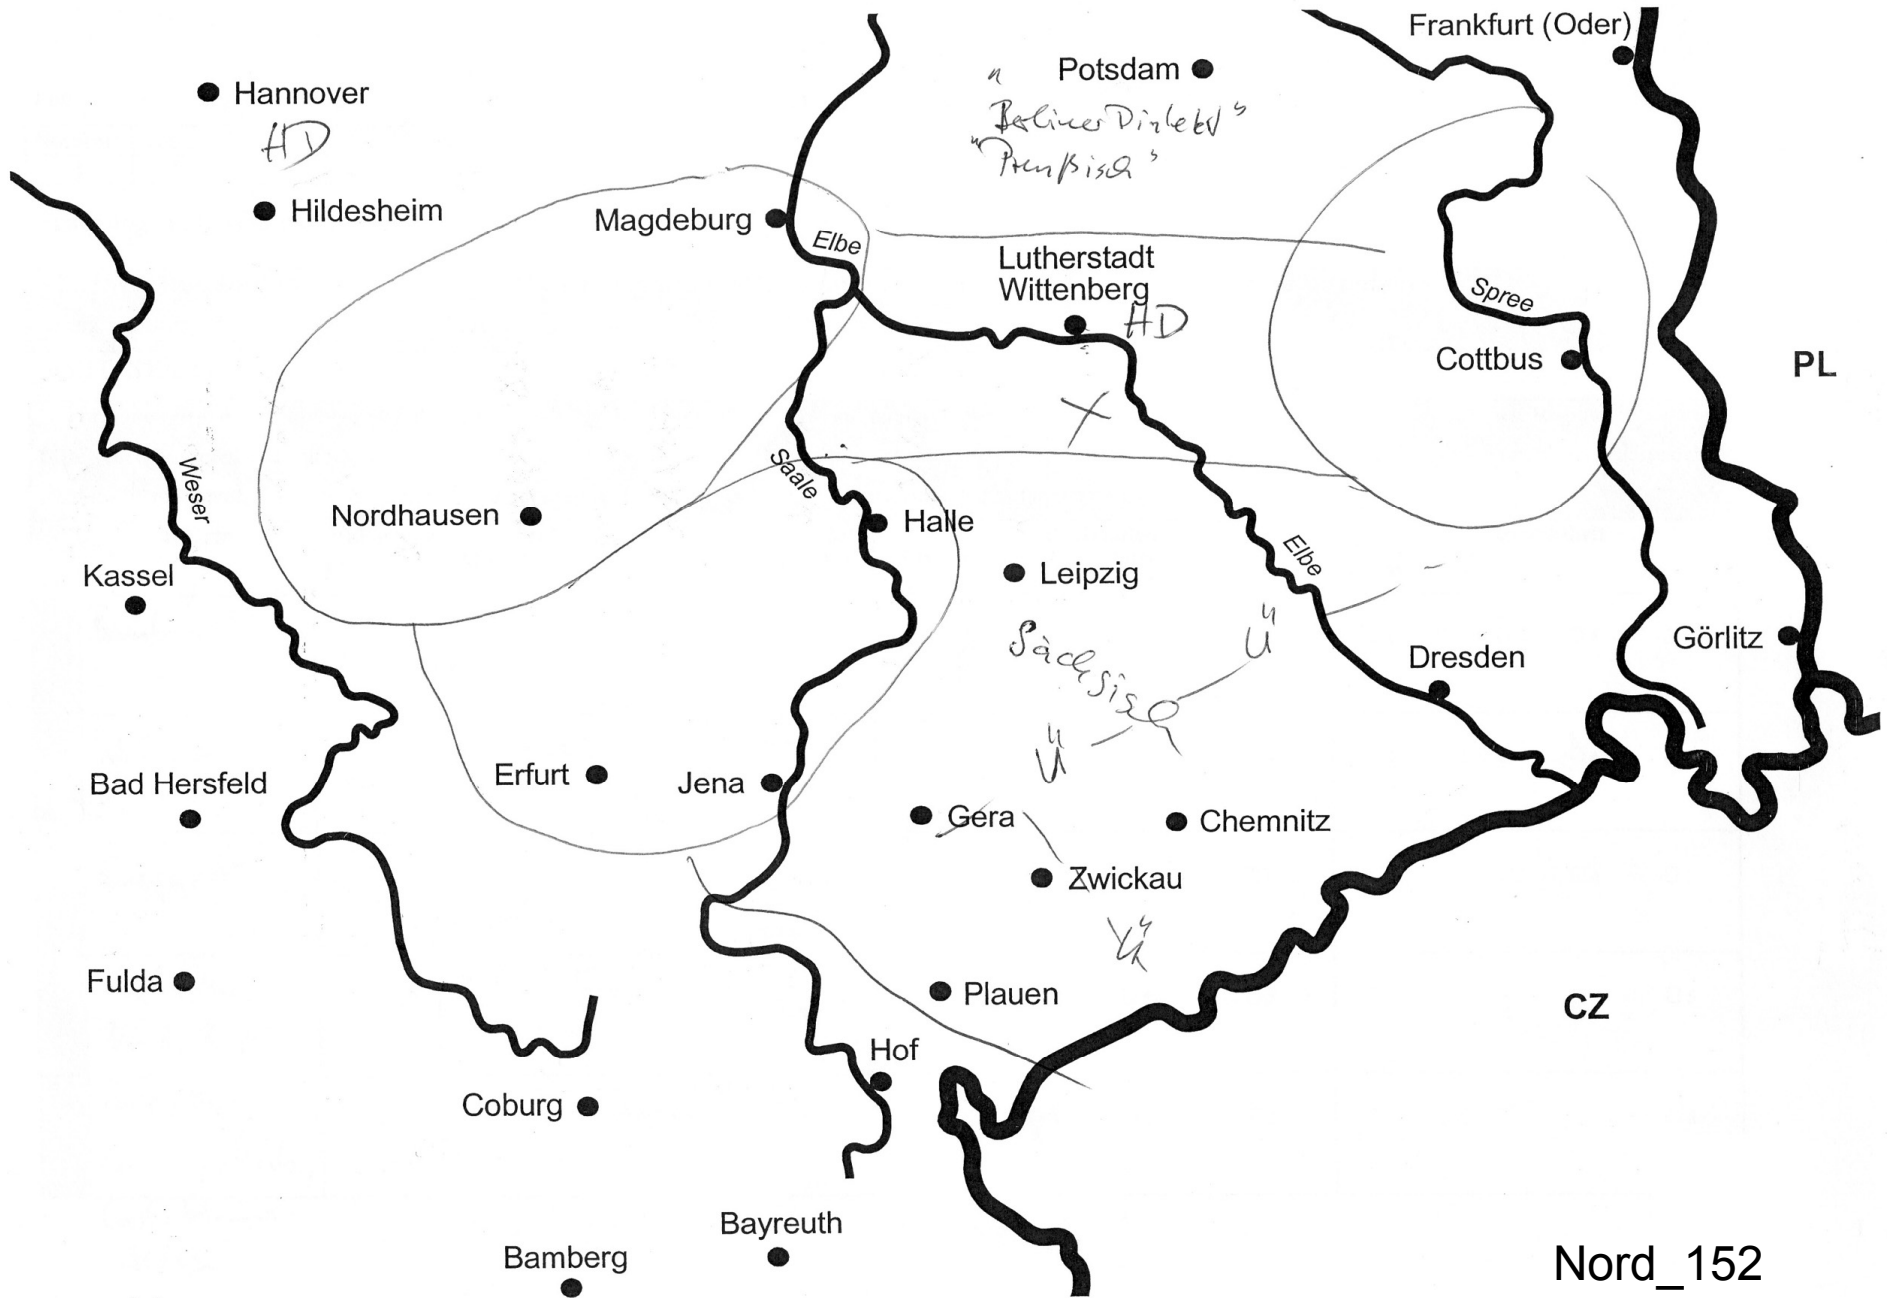 Frankfurt (Oder)
Potsdam
Hannover
HD
"Berliner Dialekt"
"Preußisch"
Hildesheim
Magdeburg
Elbe
Lutherstadt
Wittenberg
HD
Spree
Cottbus
PL
X
Weser
Saale
Nordhausen
Halle
Elbe
Kassel
Leipzig
Sächsisch
Ü
Ü
Görlitz
Dresden
Bad Hersfeld
Erfurt
Jena
Gera
Chemnitz
Zwickau
Ü
Fulda
Plauen
CZ
Hof
Coburg
Bayreuth
Bamberg
Nord_152